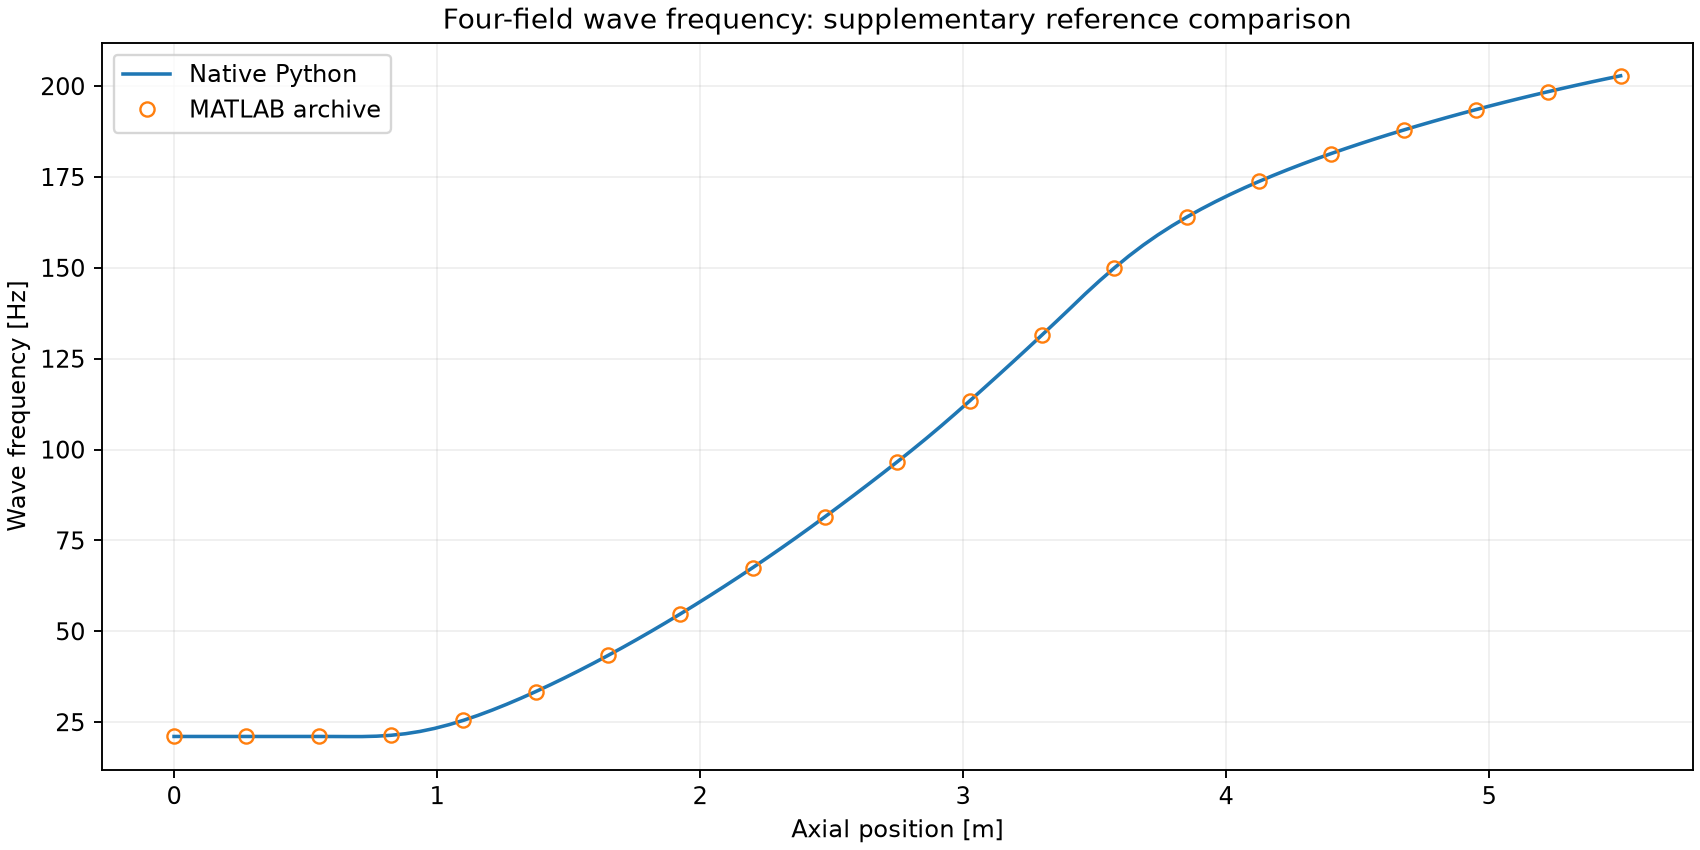 Four-field wave frequency: supplementary reference comparison
Native Python
MATLAB archive
Wave frequency [Hz]
200
175
150
125
100
75
50
25
0 1 2 3 4 5
Axial position [m]